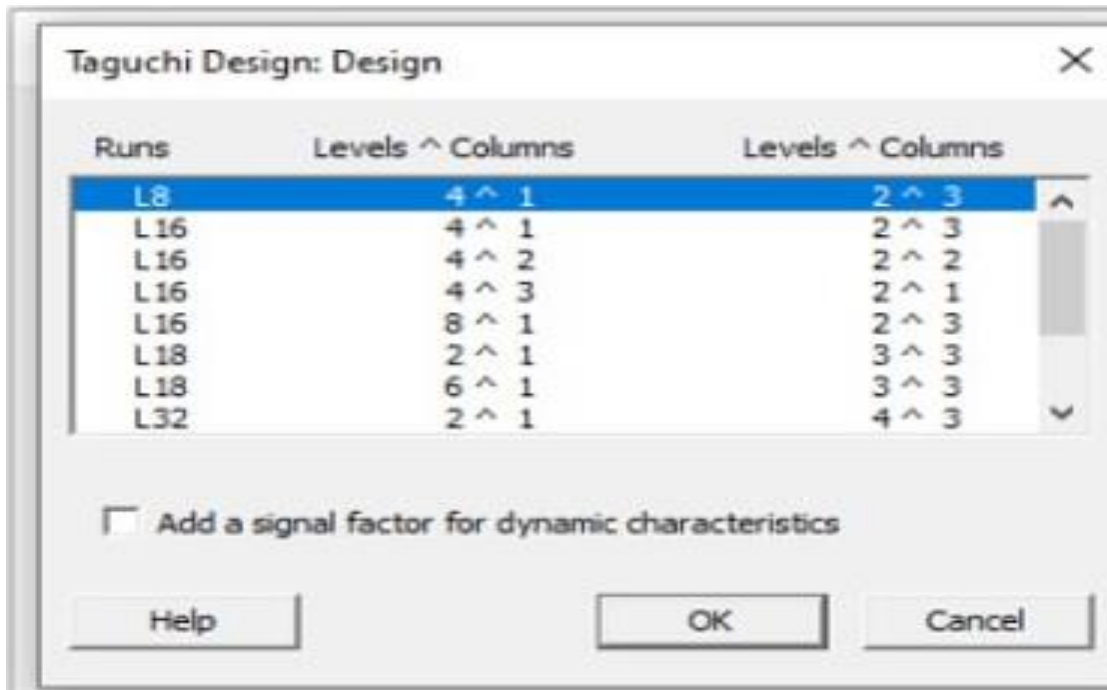 Taguchi Design: Design
Runs Levels ^ Columns Levels ^ Columns
L8 4 ^ 1 2 ^ 3
L16 4 ^ 1 2 ^ 3
L16 4 ^ 2 2 ^ 2
L16 4 ^ 3 2 ^ 1
L16 8 ^ 1 2 ^ 3
L18 2 ^ 1 3 ^ 3
L18 6 ^ 1 3 ^ 3
L32 2 ^ 1 4 ^ 3
Add a signal factor for dynamic characteristics
Help OK Cancel